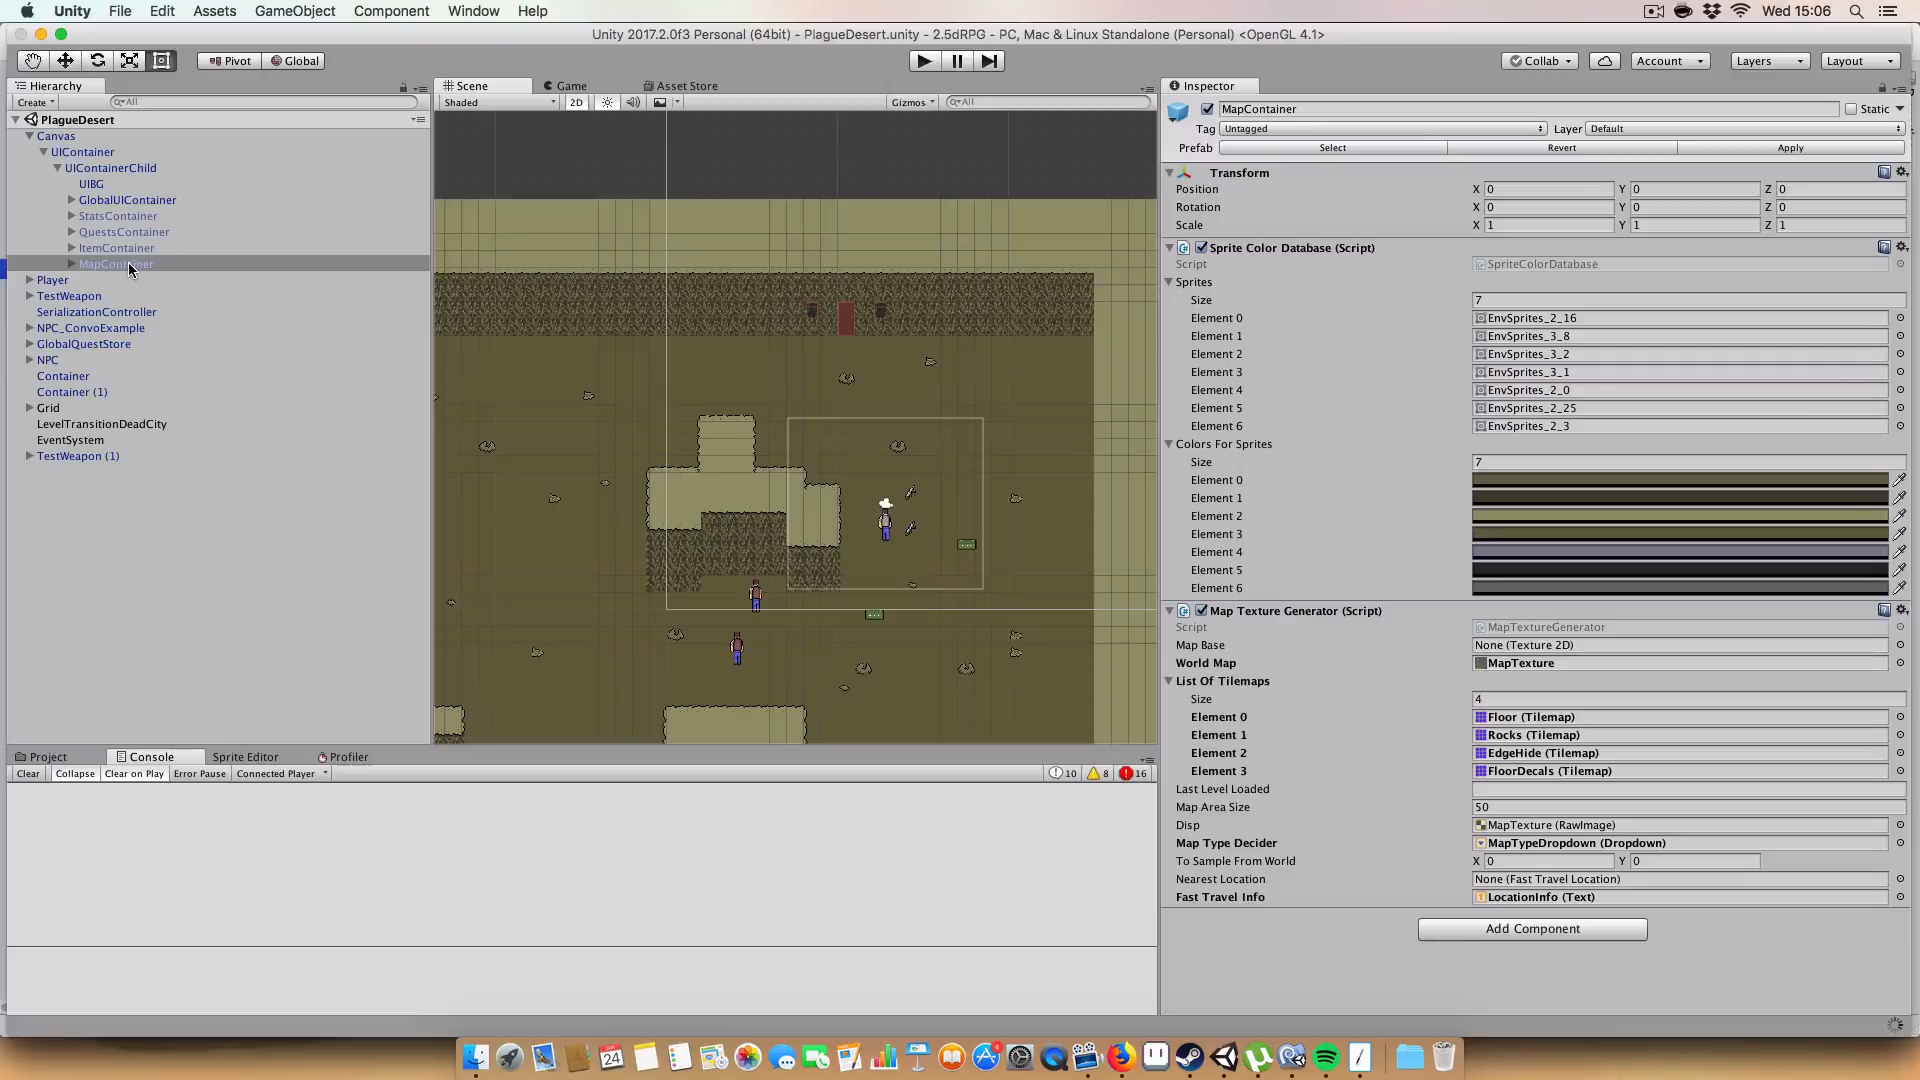 Unity File Edit Assets GameObject Component Window Help Wed 15:06
Unity 2017.2.0f3 Personal (64bit) - PlagueDesert.unity - 2.5dRPG - PC, Mac & Linux Standalone (Personal) <OpenGL 4.1>
Pivot Global Collab Account Layers Layout
Hierarchy
Create All
PlagueDesert
Canvas
UIContainer
UIContainerChild
UIBG
GlobalUIContainer
StatsContainer
QuestsContainer
ItemContainer
MapContainer
Player
TestWeapon
SerializationController
NPC_ConvoExample
GlobalQuestStore
NPC
Container
Container (1)
Grid
LevelTransitionDeadCity
EventSystem
TestWeapon (1)
Scene Game Asset Store
Shaded 2D Gizmos All
Project Console Sprite Editor Profiler
Clear Collapse Clear on Play Error Pause Connected Player 10 8 16
Inspector
MapContainer Static
Tag Untagged Layer Default
Prefab Select Revert Apply
Transform
Position X 0 Y 0 Z 0
Rotation X 0 Y 0 Z 0
Scale X 1 Y 1 Z 1
Sprite Color Database (Script)
Script SpriteColorDatabase
Sprites
Size 7
Element 0 EnvSprites_2_16
Element 1 EnvSprites_3_8
Element 2 EnvSprites_3_2
Element 3 EnvSprites_3_1
Element 4 EnvSprites_2_0
Element 5 EnvSprites_2_25
Element 6 EnvSprites_2_3
Colors For Sprites
Size 7
Element 0
Element 1
Element 2
Element 3
Element 4
Element 5
Element 6
Map Texture Generator (Script)
Script MapTextureGenerator
Map Base None (Texture 2D)
World Map MapTexture
List Of Tilemaps
Size 4
Element 0 Floor (Tilemap)
Element 1 Rocks (Tilemap)
Element 2 EdgeHide (Tilemap)
Element 3 FloorDecals (Tilemap)
Last Level Loaded
Map Area Size 50
Disp MapTexture (RawImage)
Map Type Decider MapTypeDropdown (Dropdown)
To Sample From World X 0 Y 0
Nearest Location None (Fast Travel Location)
Fast Travel Info LocationInfo (Text)
Add Component
24